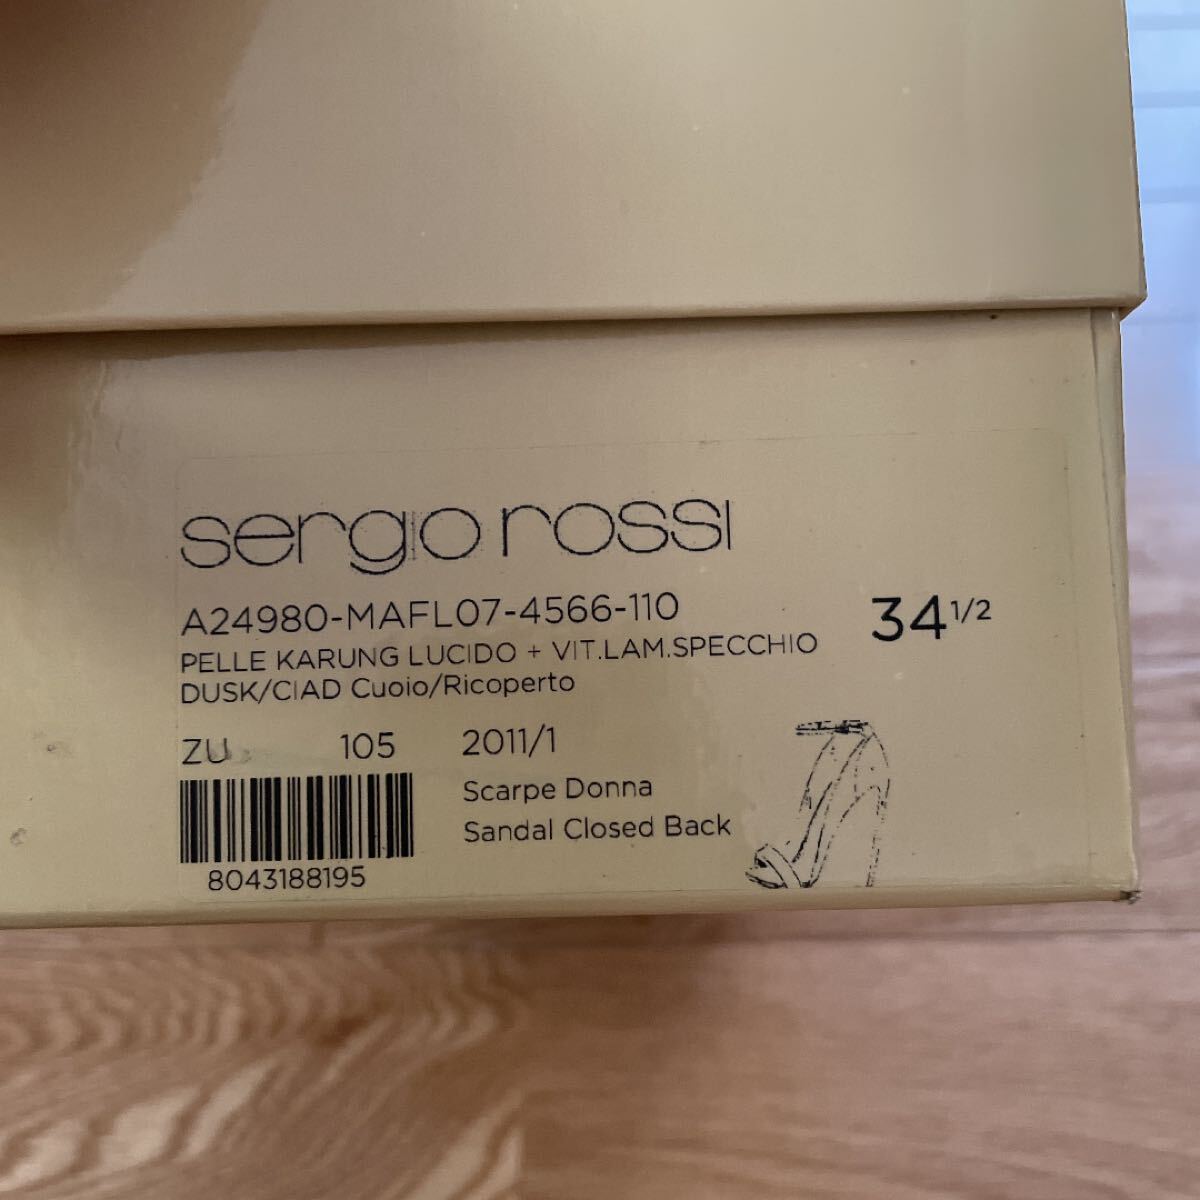 sergio rossi
A24980-MAFL07-4566-110
34 1/2
PELLE KARUNG LUCIDO + VIT.LAM.SPECCHIO
DUSK/CIAD Cuoio/Ricoperto
ZU 105 2011/1
Scarpe Donna
Sandal Closed Back
8043188195